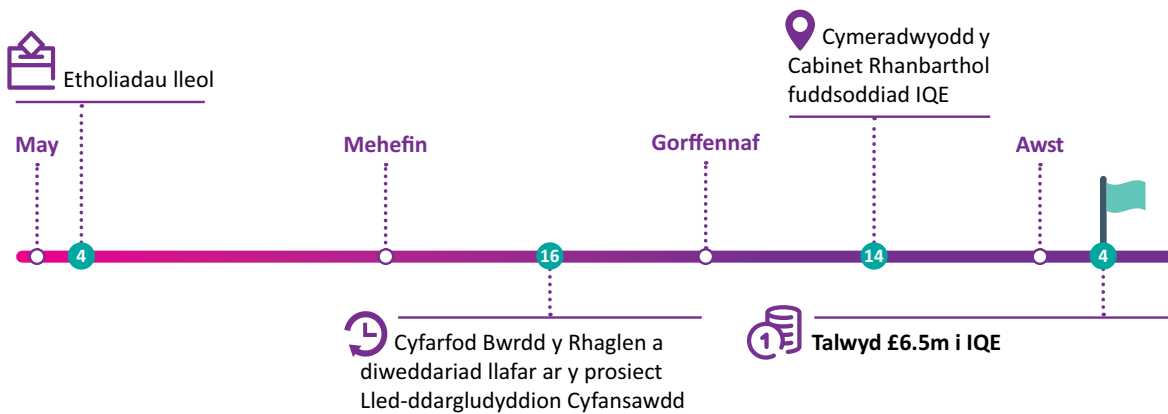 Etholiadau lleol
Cymeradwyodd y
Cabinet Rhanbarthol
fuddsoddiad IQE
May
Mehefin
Gorffennaf
Awst
4
16
14
4
Cyfarfod Bwrdd y Rhaglen a
diweddariad llafar ar y prosiect
Lled-ddargludyddion Cyfansawdd
1
Talwyd £6.5m i IQE